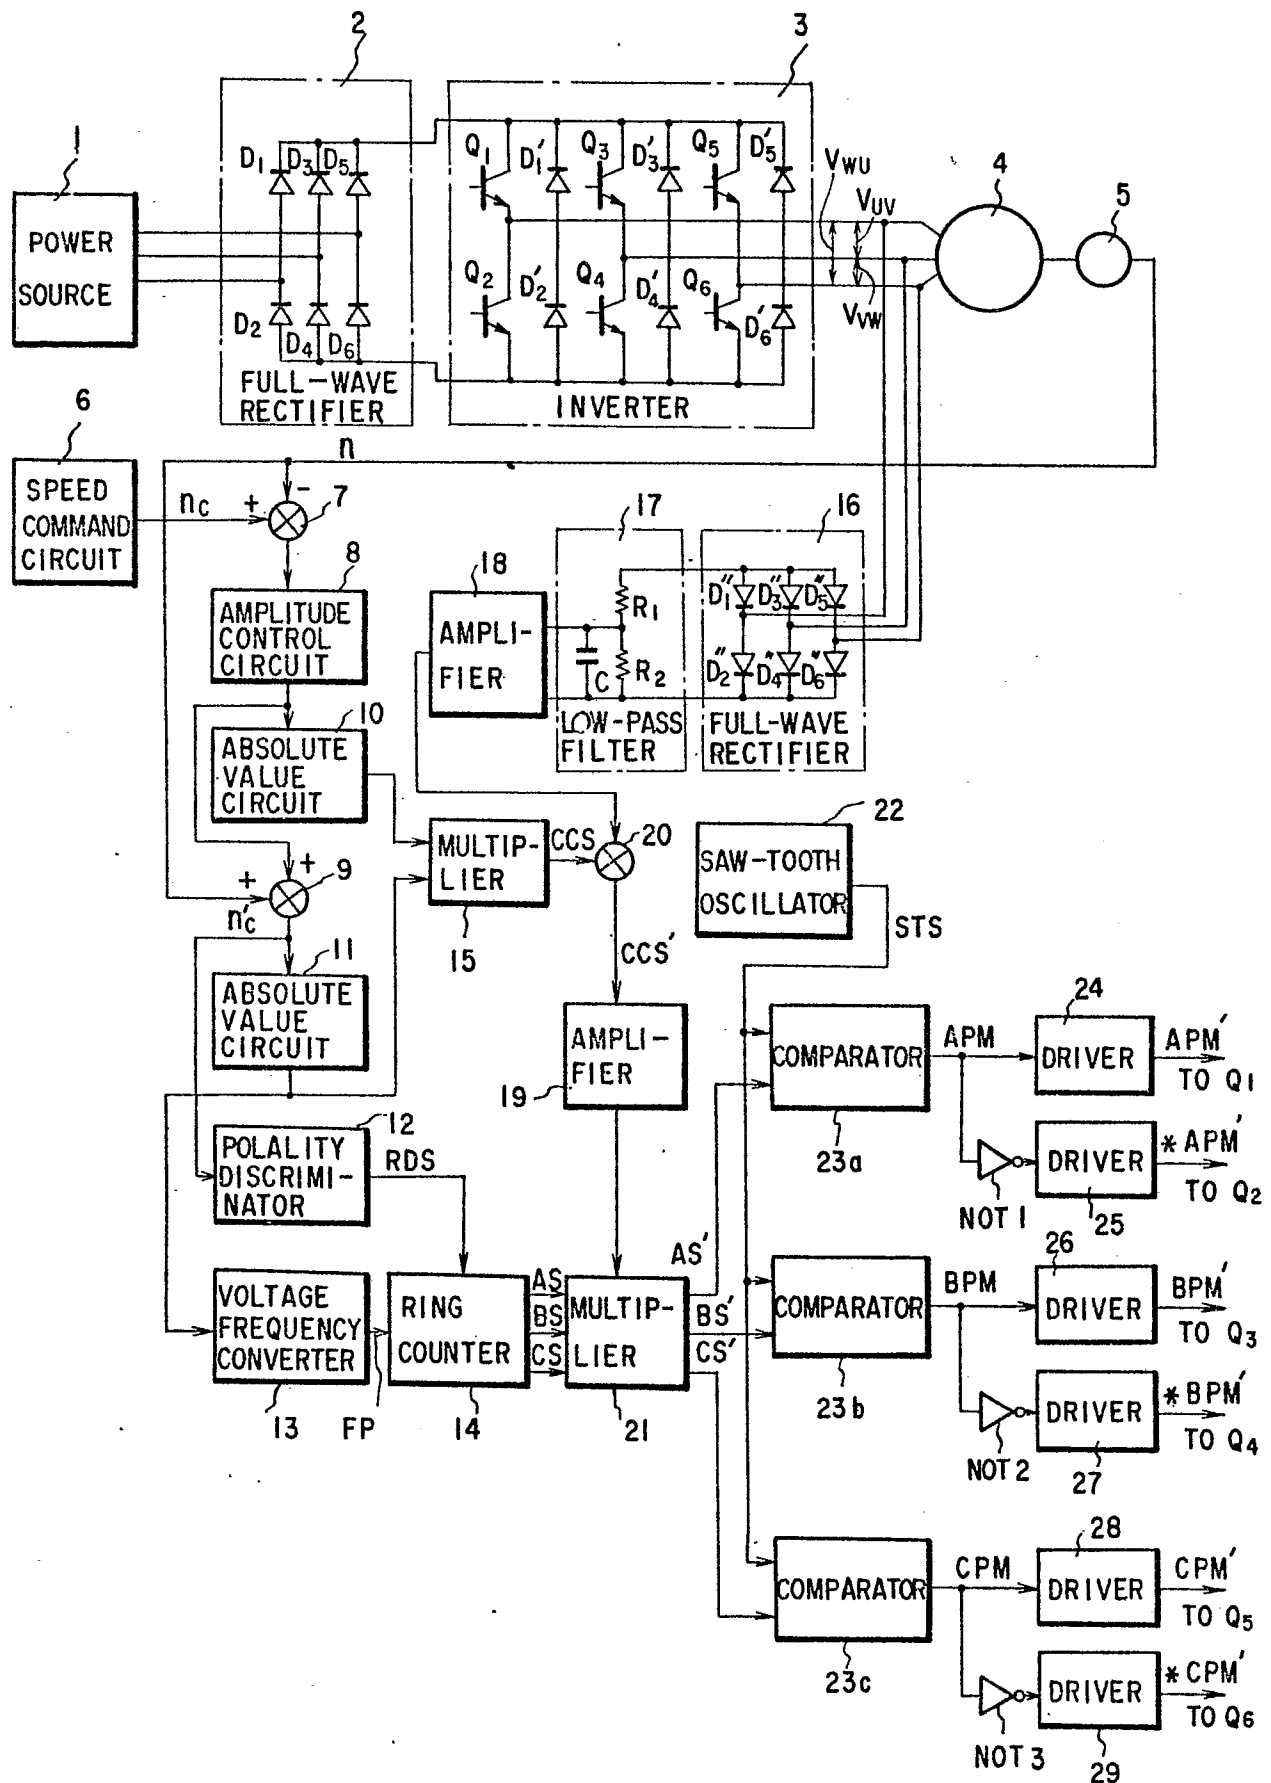 2
3
1
POWER
SOURCE
D1
D3
D5
D2
D4
D6
FULL-WAVE
RECTIFIER
Q1
D1'
Q3
D3'
Q5
D5'
Q2
D2'
Q4
D4'
Q6
D6'
INVERTER
VWU
VUV
VVW
4
5
6
SPEED
COMMAND
CIRCUIT
nc
+
-
n
7
8
AMPLITUDE
CONTROL
CIRCUIT
10
ABSOLUTE
VALUE
CIRCUIT
+
+
9
n'c
11
ABSOLUTE
VALUE
CIRCUIT
12
POLALITY
DISCRIMI-
NATOR
RDS
VOLTAGE
FREQUENCY
CONVERTER
13
FP
RING
COUNTER
14
AS
BS
CS
MULTIP-
LIER
21
AS'
BS'
CS'
18
AMPLI-
FIER
17
R1
R2
C
LOW-PASS
FILTER
16
D1"
D3"
D5"
D2"
D4"
D6"
FULL-WAVE
RECTIFIER
MULTIP-
LIER
15
CCS
20
CCS'
AMPLI-
FIER
19
22
SAW-TOOTH
OSCILLATOR
STS
COMPARATOR
23a
APM
24
DRIVER
APM'
TO Q1
NOT 1
DRIVER
25
*APM'
TO Q2
COMPARATOR
23b
BPM
26
DRIVER
BPM'
TO Q3
NOT 2
DRIVER
27
*BPM'
TO Q4
COMPARATOR
23c
CPM
28
DRIVER
CPM'
TO Q5
NOT 3
DRIVER
29
*CPM'
TO Q6